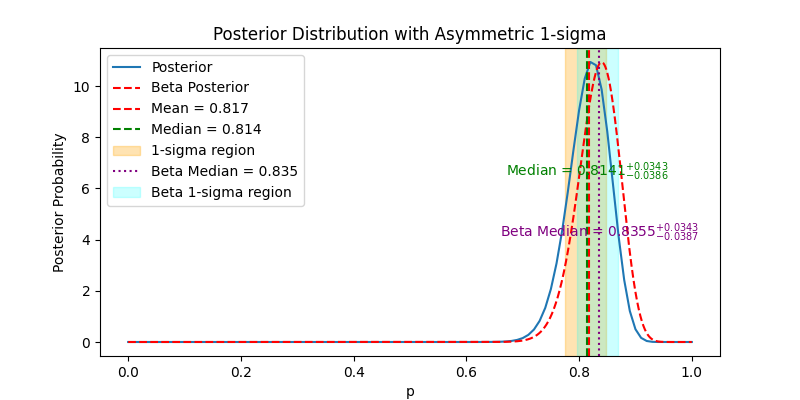 Posterior Distribution with Asymmetric 1-sigma
Posterior
Beta Posterior
Mean = 0.817
Median = 0.814
1-sigma region
Beta Median = 0.835
Beta 1-sigma region
Median = 0.8141 +0.0343 -0.0386
Beta Median = 0.8355 +0.0343 -0.0387
Posterior Probability
10
8
6
4
2
0
0.0 0.2 0.4 0.6 0.8 1.0
p